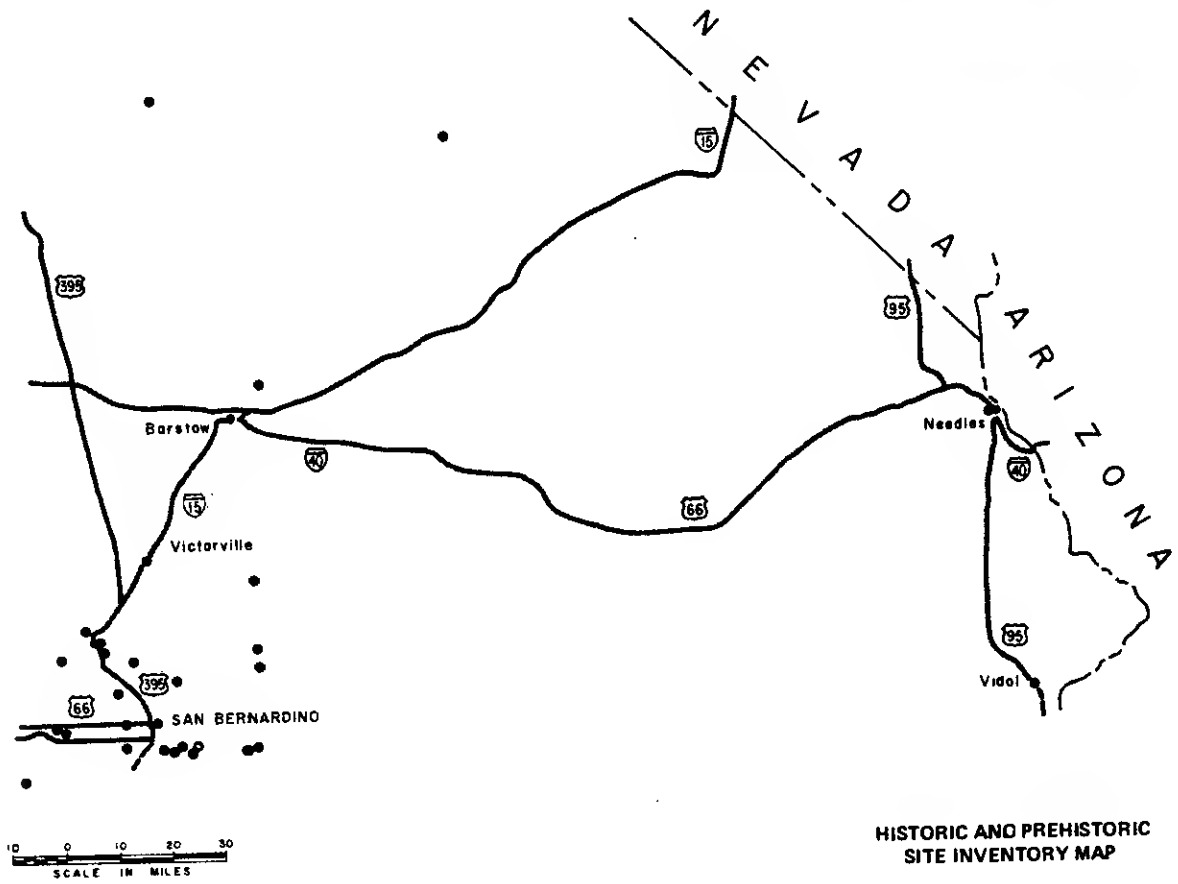 NEVADA
15
395
95
ARIZONA
Barstow
Needles
40
40
15
66
Victorville
95
Vidal
395
66
SAN BERNARDINO
10 0 10 20 30
SCALE IN MILES
HISTORIC AND PREHISTORIC
SITE INVENTORY MAP